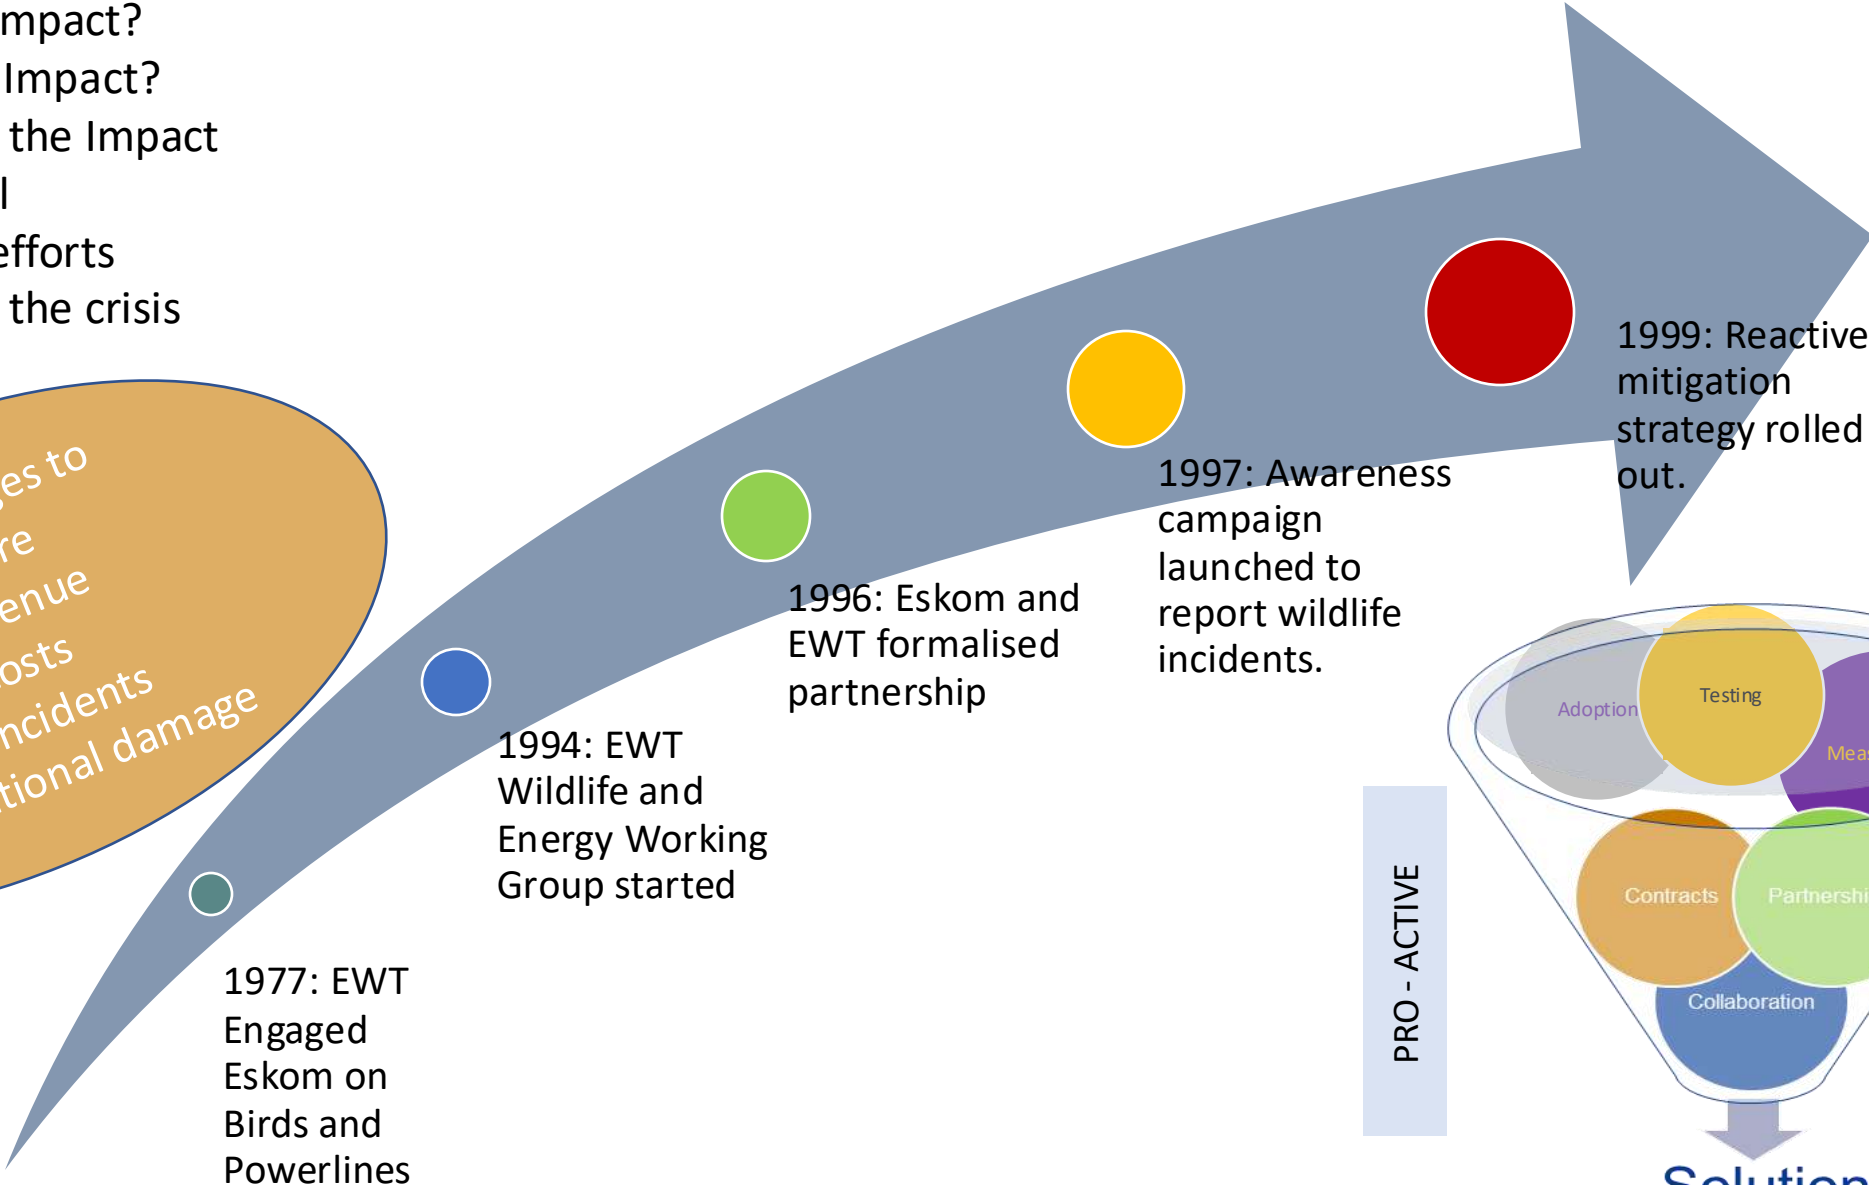 mpact?
Impact?
the Impact
l
efforts
the crisis
es to
re
enue
osts
ncidents
tional damage
1977: EWT
Engaged
Eskom on
Birds and
Powerlines
1994: EWT
Wildlife and
Energy Working
Group started
1996: Eskom and
EWT formalised
partnership
1997: Awareness
campaign
launched to
report wildlife
incidents.
1999: Reactive
mitigation
strategy rolled
out.
PRO - ACTIVE
Adoption
Testing
Meas
Contracts
Partnershi
Collaboration
Solution